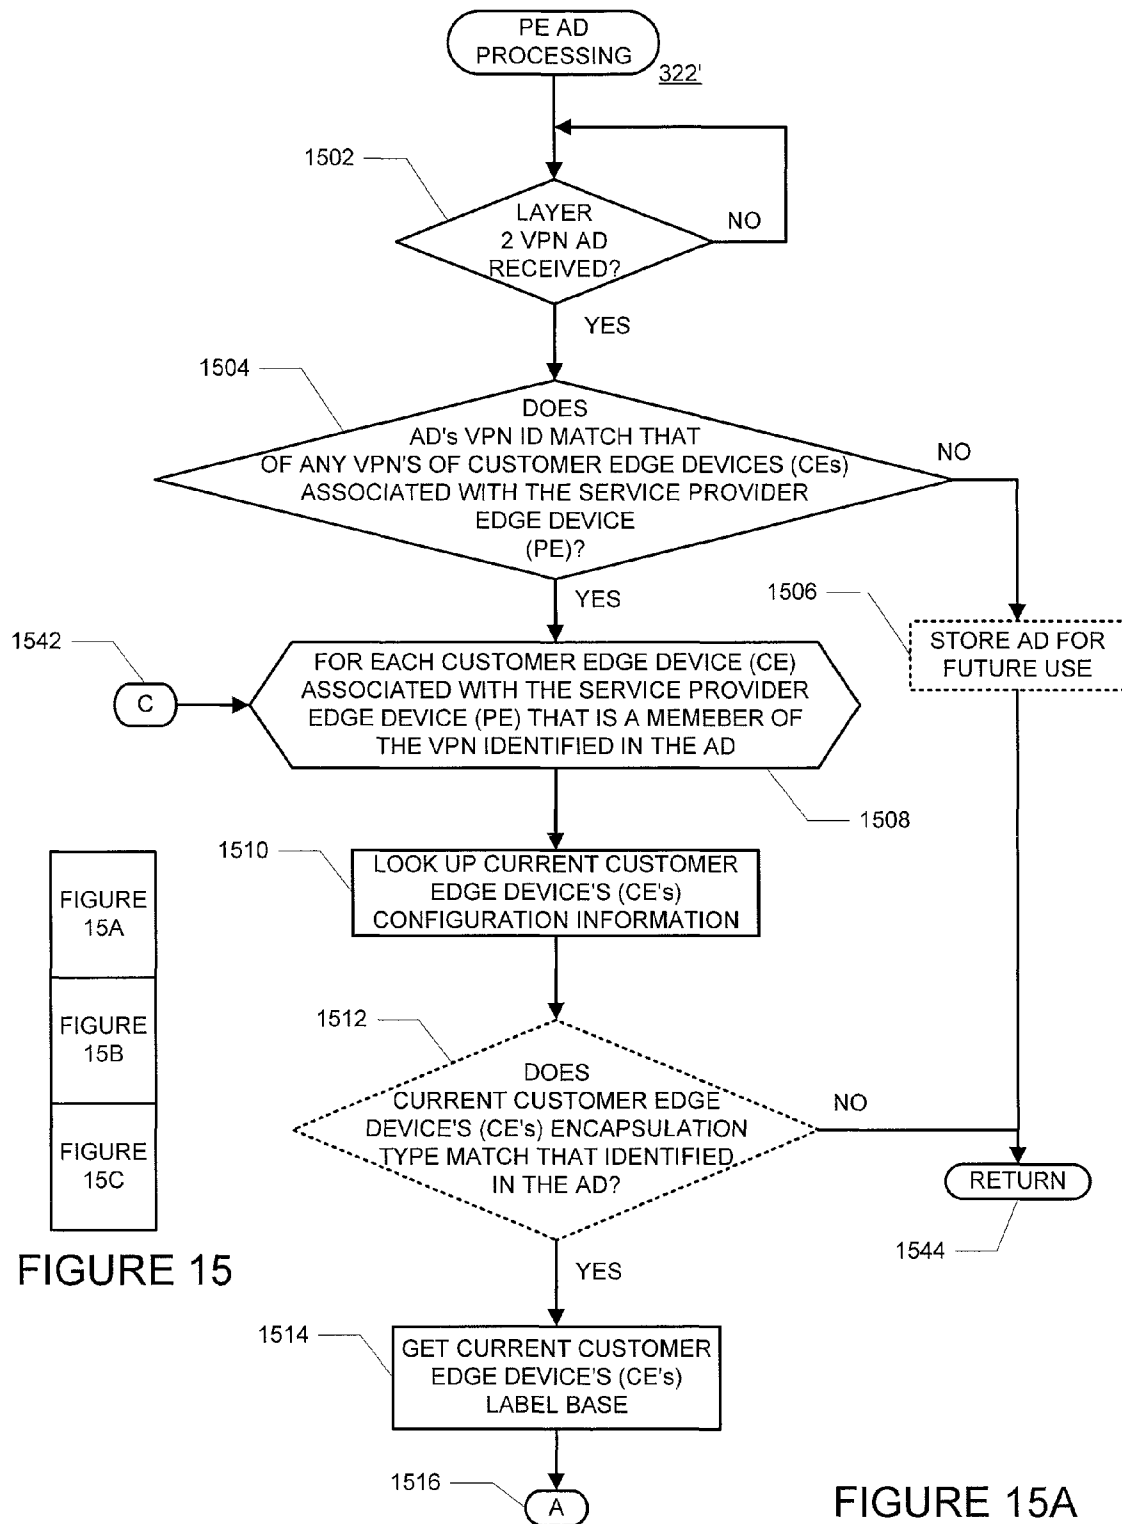 PE AD
PROCESSING
322'
1502
LAYER
2 VPN AD
RECEIVED?
NO
YES
1504
DOES
AD's VPN ID MATCH THAT
OF ANY VPN'S OF CUSTOMER EDGE DEVICES (CEs)
ASSOCIATED WITH THE SERVICE PROVIDER
EDGE DEVICE
(PE)?
NO
YES
1506
STORE AD FOR
FUTURE USE
1542
C
FOR EACH CUSTOMER EDGE DEVICE (CE)
ASSOCIATED WITH THE SERVICE PROVIDER
EDGE DEVICE (PE) THAT IS A MEMEBER OF
THE VPN IDENTIFIED IN THE AD
1508
1510
LOOK UP CURRENT CUSTOMER
EDGE DEVICE'S (CE's)
CONFIGURATION INFORMATION
1512
DOES
CURRENT CUSTOMER EDGE
DEVICE'S (CE's) ENCAPSULATION
TYPE MATCH THAT IDENTIFIED
IN THE AD?
NO
YES
RETURN
1544
1514
GET CURRENT CUSTOMER
EDGE DEVICE'S (CE's)
LABEL BASE
1516
A
FIGURE
15A
FIGURE
15B
FIGURE
15C
FIGURE 15
FIGURE 15A